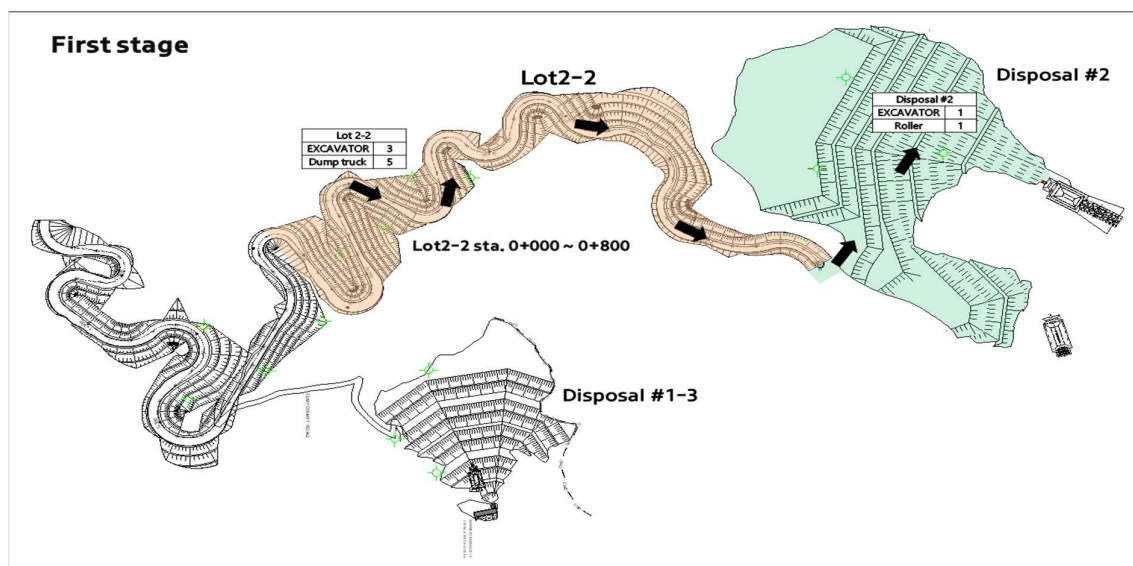 First stage
Lot2-2
Disposal #2
Disposal #2
EXCAVATOR 1
Roller 1
Lot 2-2
EXCAVATOR 3
Dump truck 5
Lot2-2 sta. 0+000 ~ 0+800
Disposal #1-3